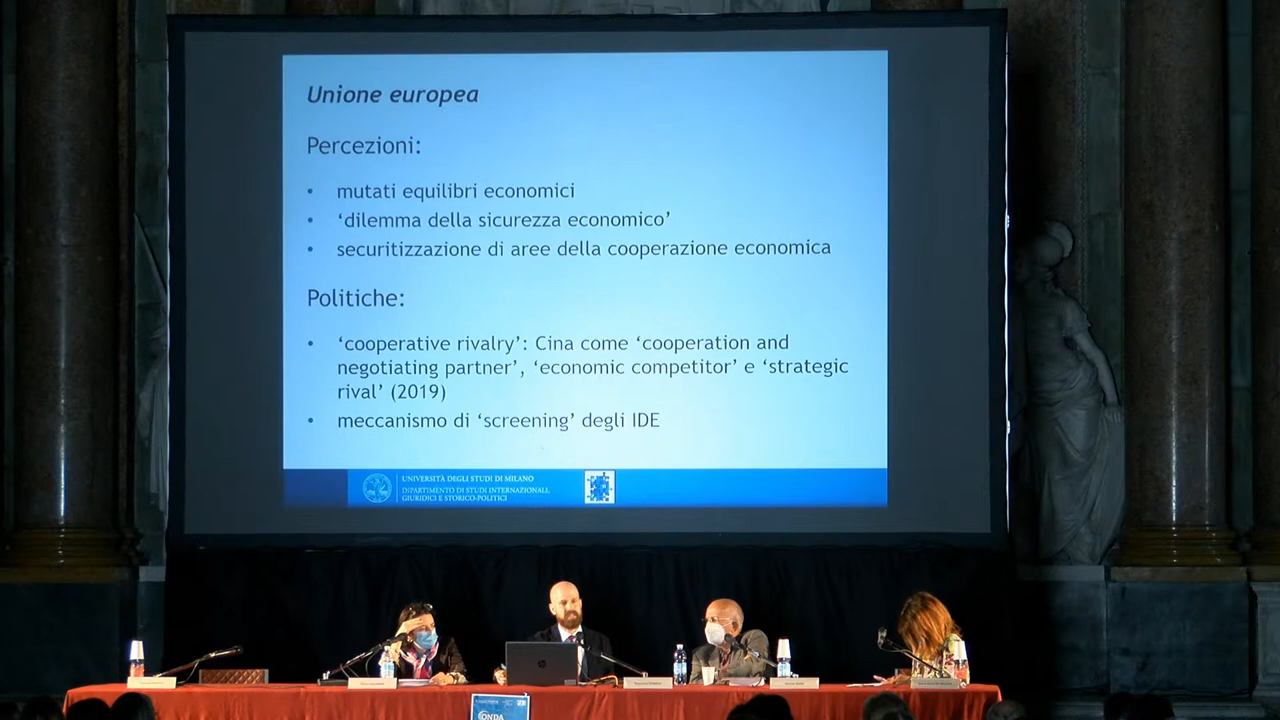 Unione europea
Percezioni:
• mutati equilibri economici
• ‘dilemma della sicurezza economico’
• securitizzazione di aree della cooperazione economica
Politiche:
• ‘cooperative rivalry’: Cina come ‘cooperation and
negotiating partner’, ‘economic competitor’ e ‘strategic
rival’ (2019)
• meccanismo di ‘screening’ degli IDE
UNIVERSITÀ DEGLI STUDI DI MILANO
DIPARTIMENTO DI STUDI INTERNAZIONALI,
GIURIDICI E STORICO-POLITICI
hp
ONDA